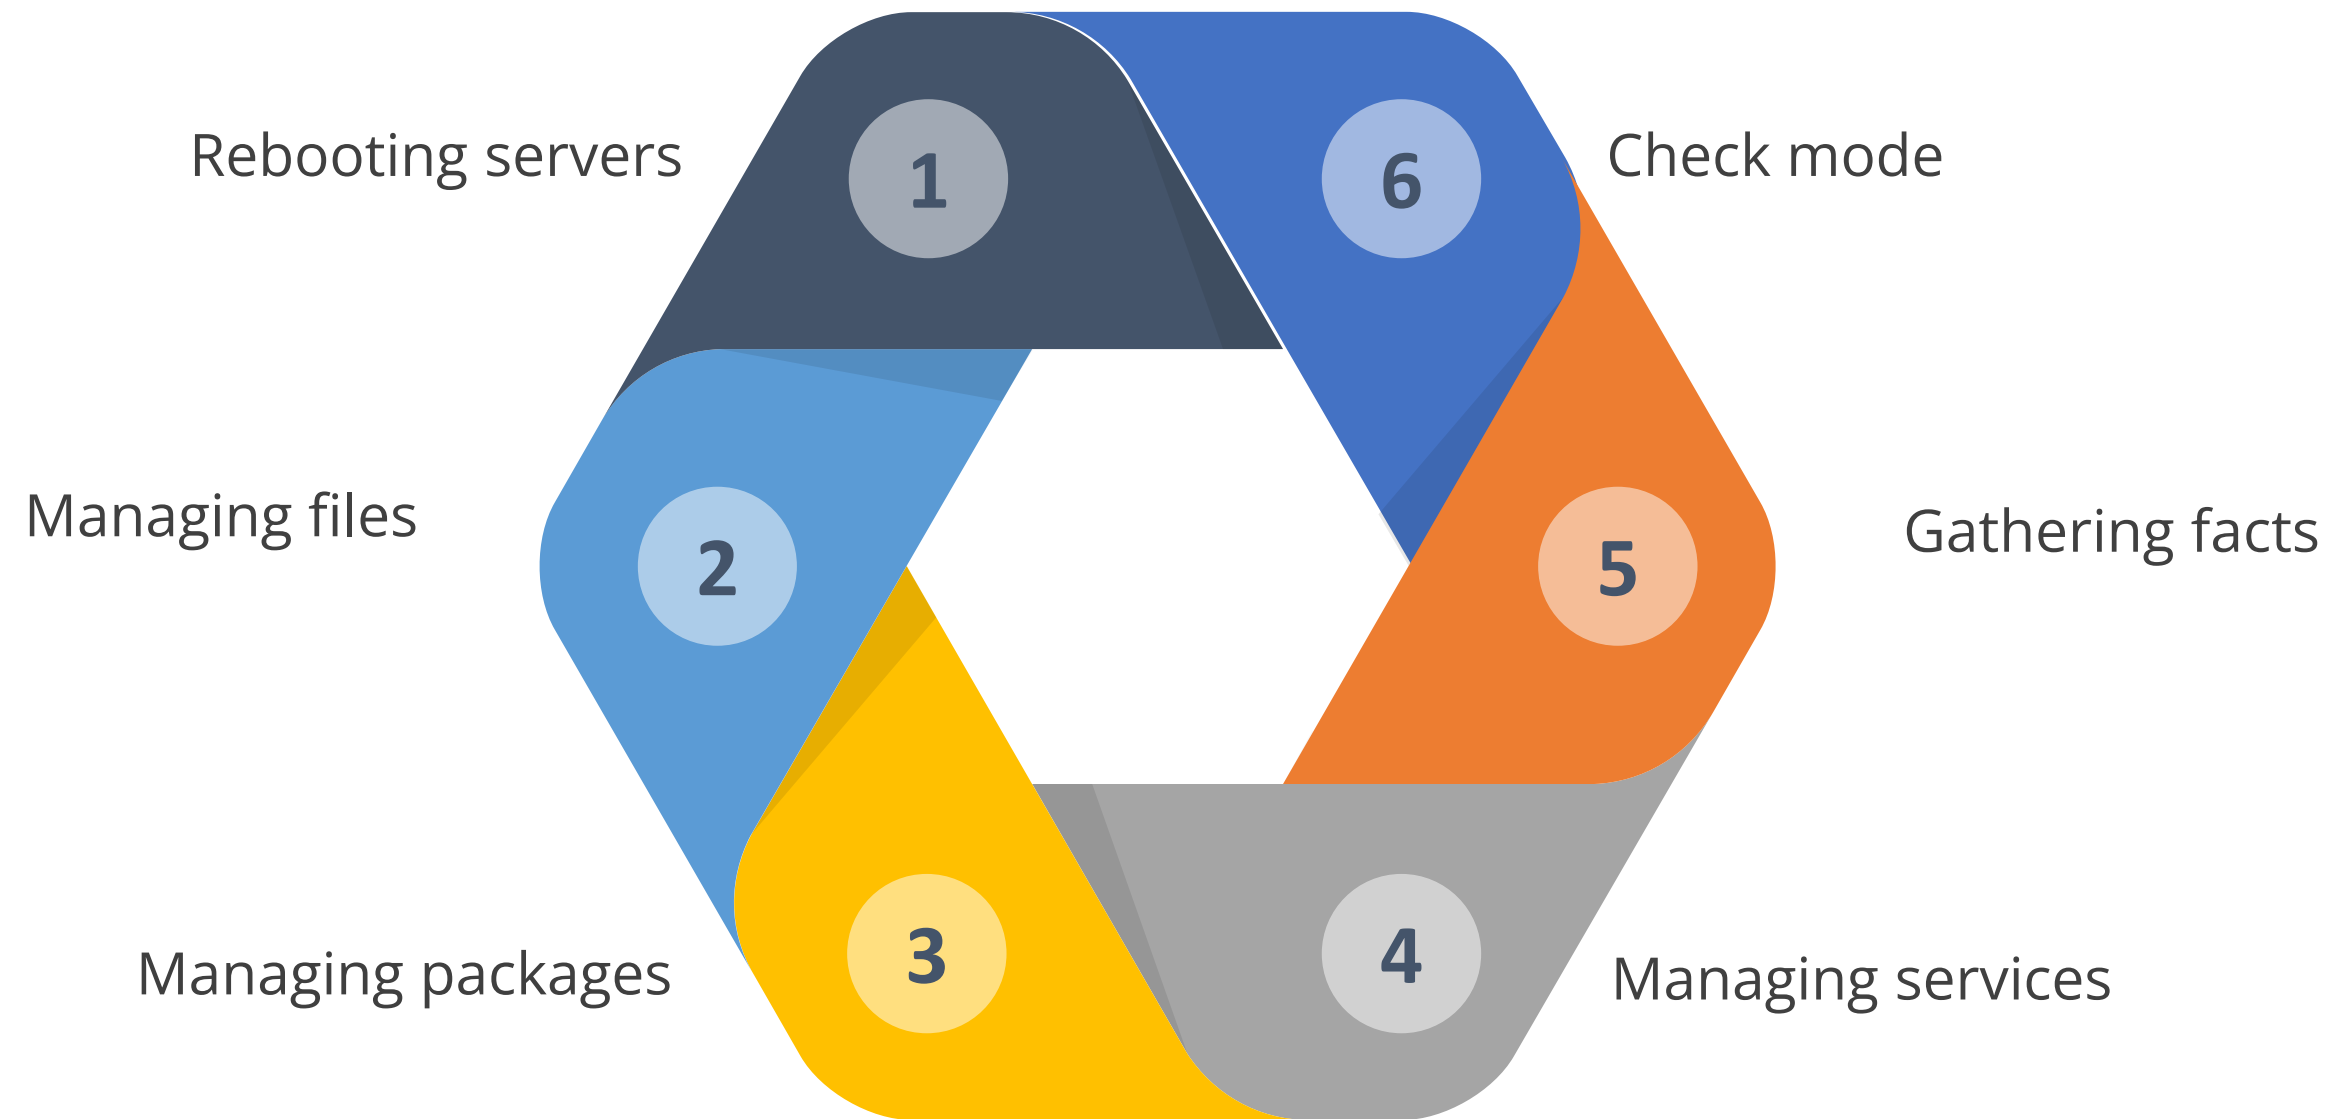 Rebooting servers
1
6
Check mode
Managing files
2
5
Gathering facts
Managing packages
3
4
Managing services